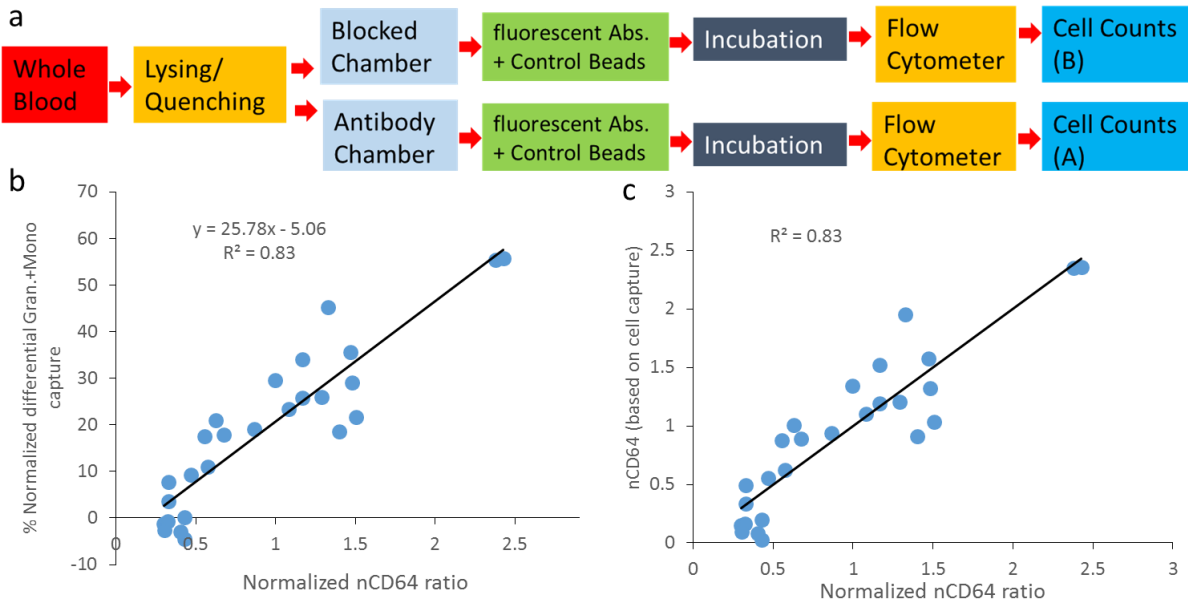 a
Whole
Blood
Lysing/
Quenching
Blocked
Chamber
fluorescent Abs.
+ Control Beads
Incubation
Flow
Cytometer
Cell Counts
(B)
Antibody
Chamber
fluorescent Abs.
+ Control Beads
Incubation
Flow
Cytometer
Cell Counts
(A)
b
% Normalized differential Gran.+Mono
capture
70
60
50
40
30
20
10
0
-10
y = 25.78x - 5.06
R² = 0.83
0
0.5
1
1.5
2
2.5
Normalized nCD64 ratio
c
nCD64 (based on cell capture)
3
2.5
2
1.5
1
0.5
0
R² = 0.83
0
0.5
1
1.5
2
2.5
3
Normalized nCD64 ratio